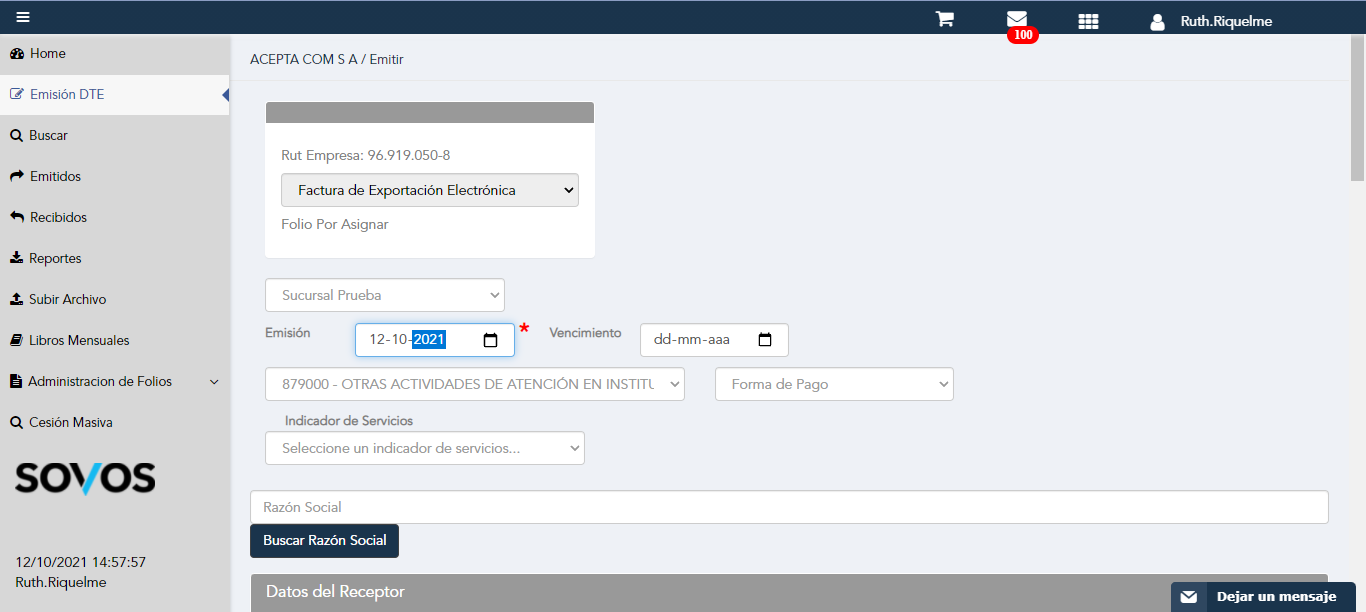 Ruth.Riquelme
100
Home
ACEPTA COM S A / Emitir
Emisión DTE
Buscar
Emitidos
Recibidos
Reportes
Subir Archivo
Libros Mensuales
Administracion de Folios
Cesión Masiva
SOVOS
12/10/2021 14:57:57
Ruth.Riquelme
Rut Empresa: 96.919.050-8
Factura de Exportación Electrónica
Folio Por Asignar
Sucursal Prueba
Emisión 12-10-2021 * Vencimiento dd-mm-aaa
879000 - OTRAS ACTIVIDADES DE ATENCIÓN EN INSTITU Forma de Pago
Indicador de Servicios
Seleccione un indicador de servicios...
Razón Social
Buscar Razón Social
Datos del Receptor
Dejar un mensaje